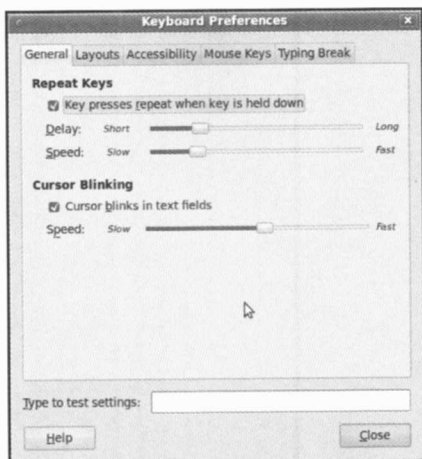 Keyboard Preferences
General Layouts Accessibility Mouse Keys Typing Break
Repeat Keys
Key presses repeat when key is held down
Delay: Short Long
Speed: Slow Fast
Cursor Blinking
Cursor blinks in text fields
Speed: Slow Fast
Type to test settings:
Help Close